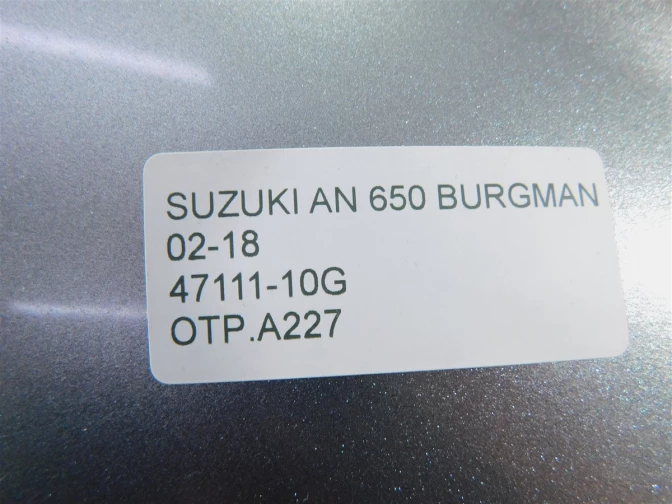 SUZUKI AN 650 BURGMAN
02-18
47111-10G
OTP.A227